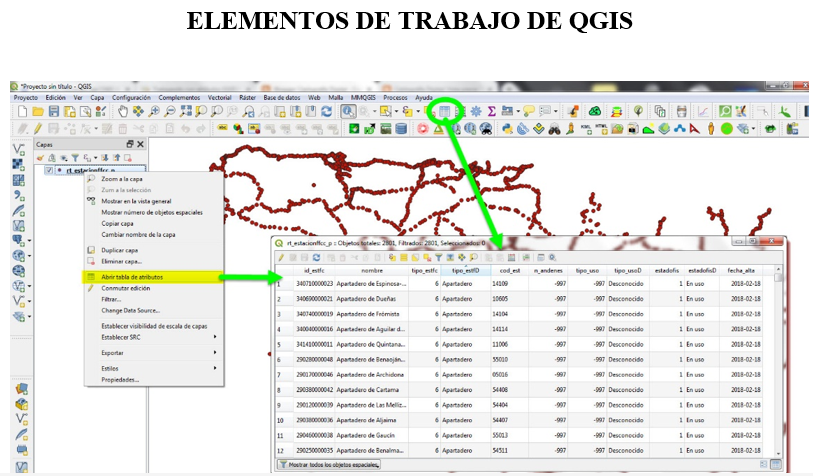 ELEMENTOS DE TRABAJO DE QGIS
*Proyecto sin título - QGIS
Proyecto Edición Ver Capa Configuración Complementos Vectorial Ráster Base de datos Web Malla MMQGIS Procesos Ayuda
Capas
rt_estacionffcc_p
Zoom a la capa
Zum a la selección
Mostrar en la vista general
Mostrar número de objetos espaciales
Copiar capa
Cambiar nombre de la capa
Duplicar capa
Eliminar capa...
Abrir tabla de atributos
Conmutar edición
Filtrar...
Change Data Source...
Establecer visibilidad de escala de capas
Establecer SRC
Exportar
Estilos
Propiedades...
rt_estacionffcc_p :: Objetos totales: 2801, Filtrados: 2801, Seleccionados: 0
id_estfc nombre tipo_estfc tipo_estfD cod_est n_andenes tipo_uso tipo_usoD estadofis estadofisD fecha_alta
1 340710000023 Apartadero de Espinosa-... 6 Apartadero 14109 -997 -997 Desconocido 1 En uso 2018-02-18
2 340690000021 Apartadero de Dueñas 6 Apartadero 10605 -997 -997 Desconocido 1 En uso 2018-02-18
3 340740000019 Apartadero de Frómista 6 Apartadero 14104 -997 -997 Desconocido 1 En uso 2018-02-18
4 340040000016 Apartadero de Aguilar d... 6 Apartadero 14114 -997 -997 Desconocido 1 En uso 2018-02-18
5 341410000011 Apartadero de Quintana... 6 Apartadero 11006 -997 -997 Desconocido 1 En uso 2018-02-18
6 290280000048 Apartadero de Benaoján... 6 Apartadero 55010 -997 -997 Desconocido 1 En uso 2018-02-18
7 290170000046 Apartadero de Archidona 6 Apartadero 05016 -997 -997 Desconocido 1 En uso 2018-02-18
8 290380000042 Apartadero de Cartama 6 Apartadero 54408 -997 -997 Desconocido 1 En uso 2018-02-18
9 290120000039 Apartadero de Las Melliz... 6 Apartadero 54404 -997 -997 Desconocido 1 En uso 2018-02-18
10 290380000036 Apartadero de Aljaima 6 Apartadero 54407 -997 -997 Desconocido 1 En uso 2018-02-18
11 290460000038 Apartadero de Gaucín 6 Apartadero 55013 -997 -997 Desconocido 1 En uso 2018-02-18
12 290250000035 Apartadero de Benalma... 6 Apartadero 54511 -997 -997 Desconocido 1 En uso 2018-02-18
Mostrar todos los objetos espaciales